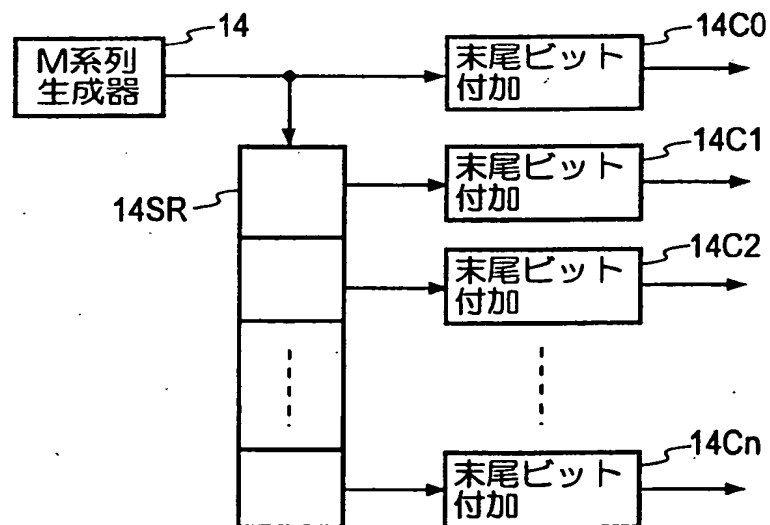 14
M系列
生成器
末尾ビット
付加
14C0
14SR
末尾ビット
付加
14C1
末尾ビット
付加
14C2
末尾ビット
付加
14Cn